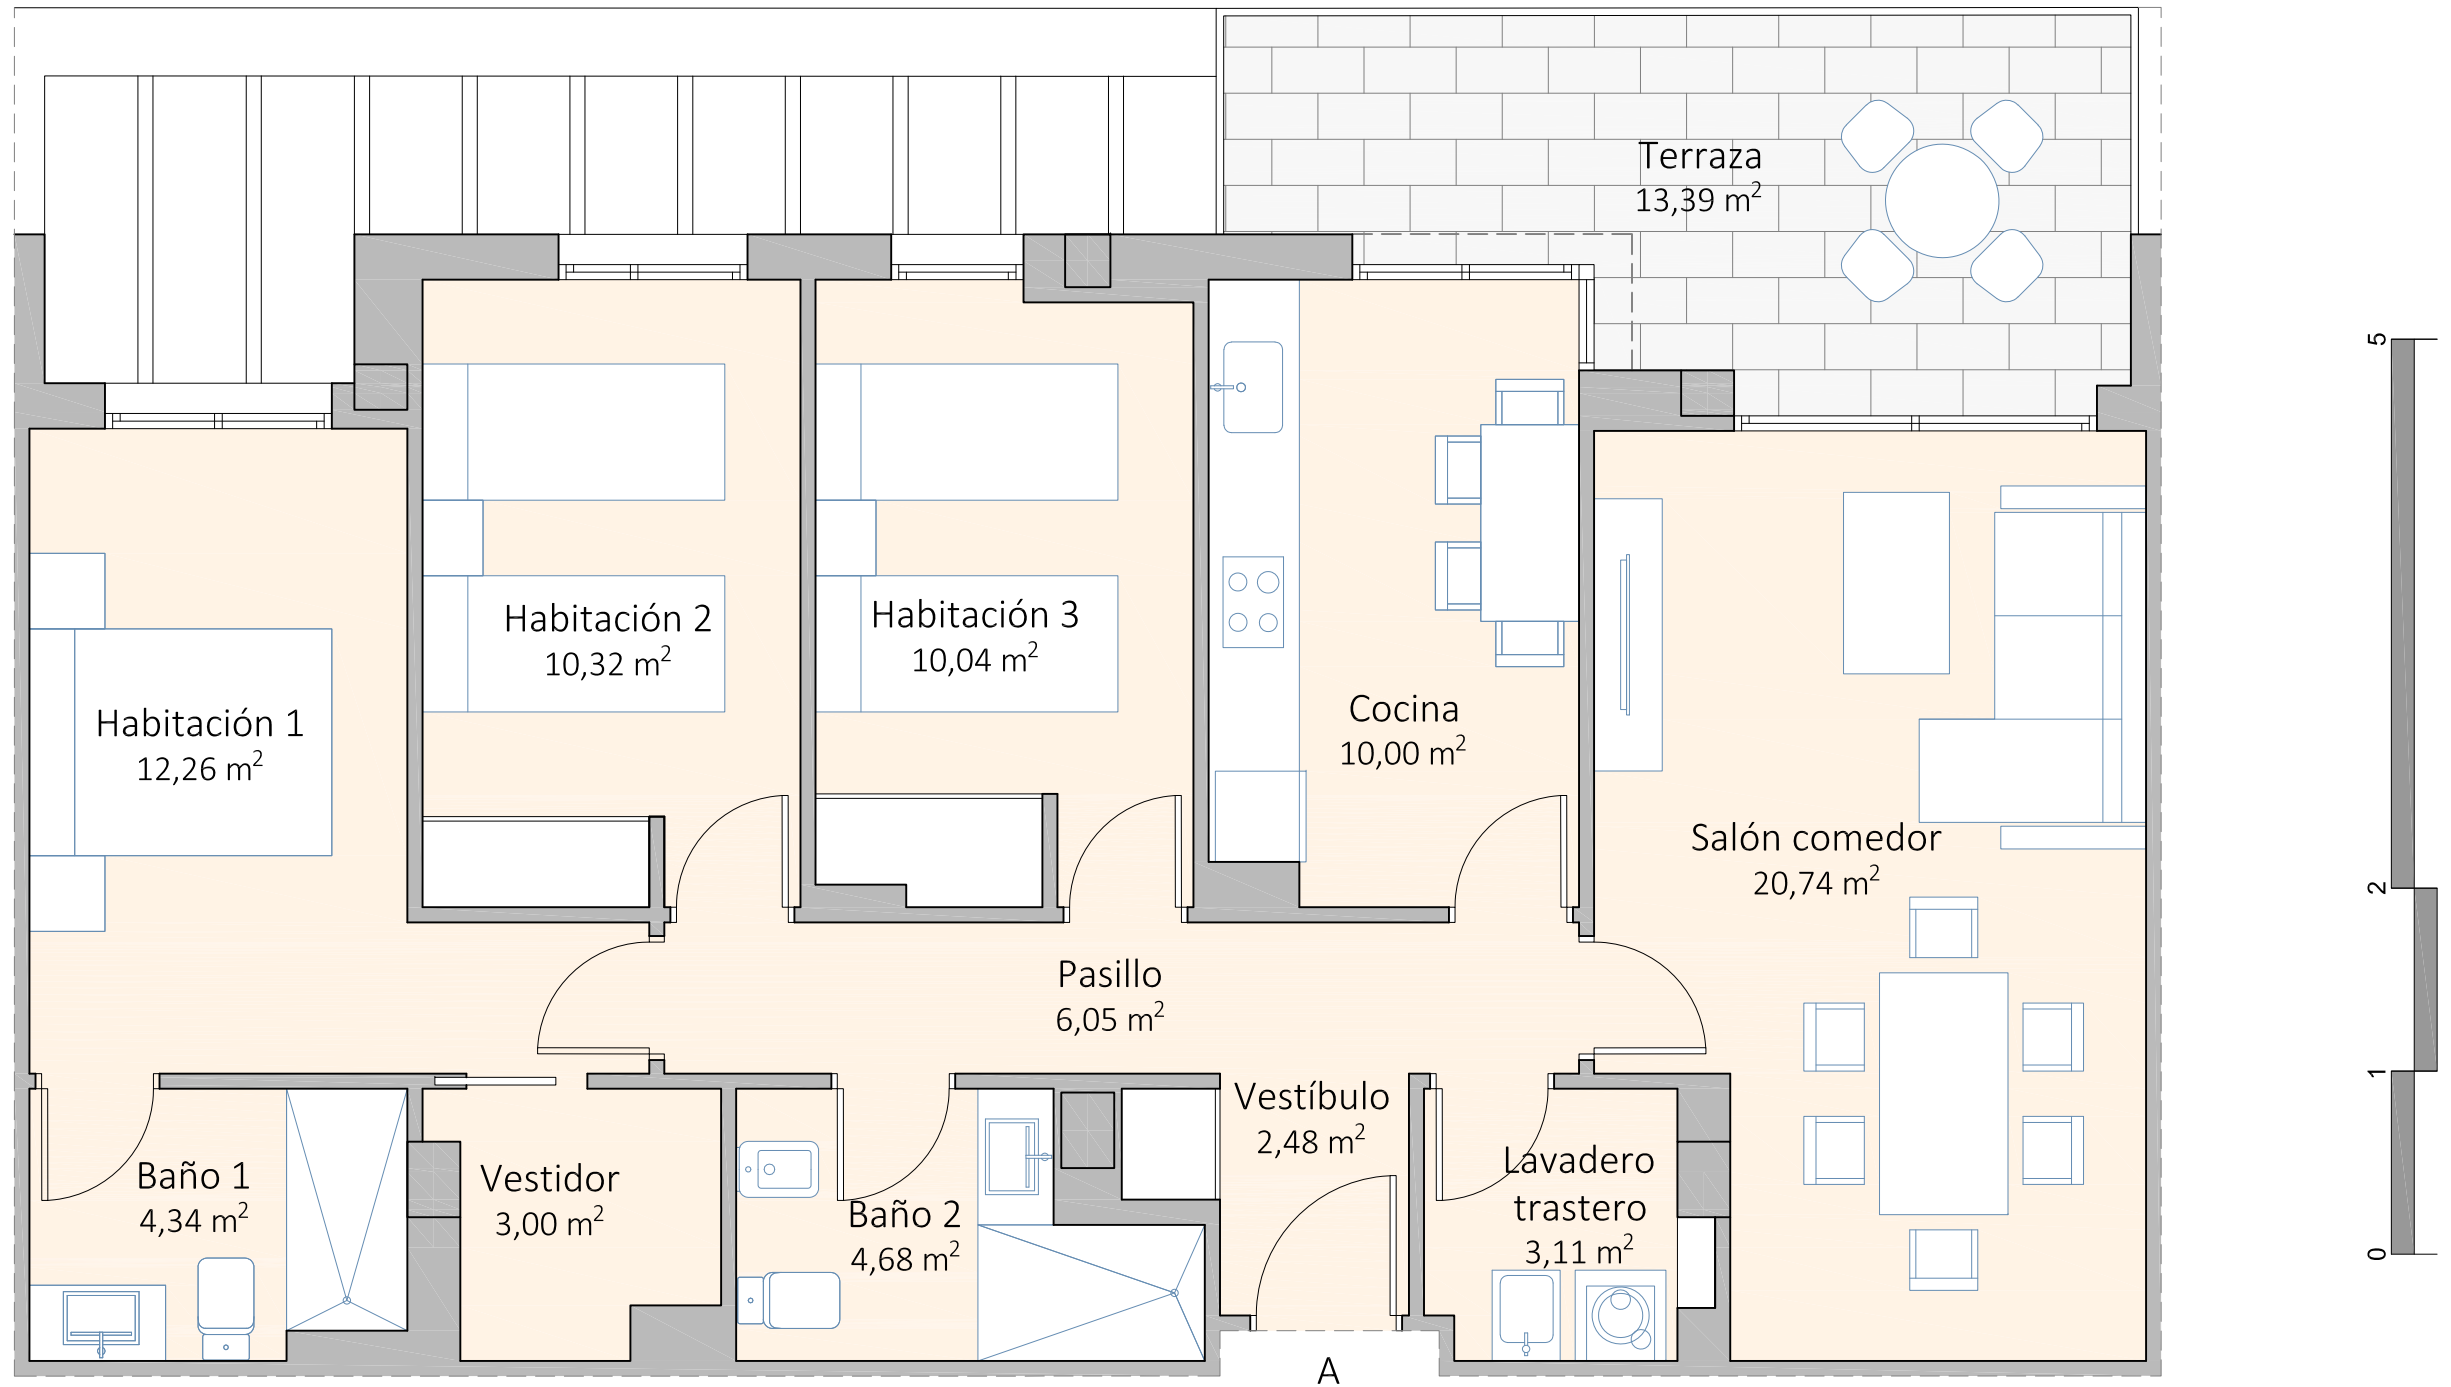 Terraza
13,39 m²
Habitación 1
12,26 m²
Habitación 2
10,32 m²
Habitación 3
10,04 m²
Cocina
10,00 m²
Salón comedor
20,74 m²
Pasillo
6,05 m²
Baño 1
4,34 m²
Vestidor
3,00 m²
Baño 2
4,68 m²
Vestíbulo
2,48 m²
Lavadero
trastero
3,11 m²
A
5
2
1
0